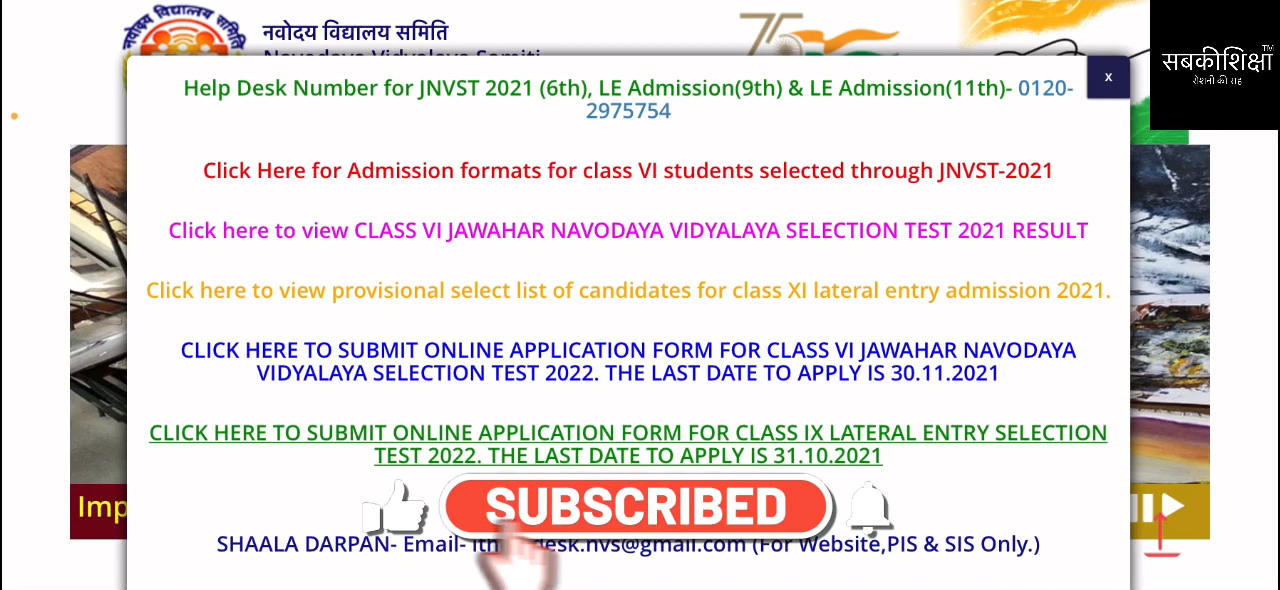 नवोदय विद्यालय समिति
Navodaya Vidyalaya Samiti
75
सबकीशिक्षा TM
रोशनी की राह
x
Help Desk Number for JNVST 2021 (6th), LE Admission(9th) & LE Admission(11th)- 0120-
2975754
Click Here for Admission formats for class VI students selected through JNVST-2021
Click here to view CLASS VI JAWAHAR NAVODAYA VIDYALAYA SELECTION TEST 2021 RESULT
Click here to view provisional select list of candidates for class XI lateral entry admission 2021.
CLICK HERE TO SUBMIT ONLINE APPLICATION FORM FOR CLASS VI JAWAHAR NAVODAYA
VIDYALAYA SELECTION TEST 2022. THE LAST DATE TO APPLY IS 30.11.2021
CLICK HERE TO SUBMIT ONLINE APPLICATION FORM FOR CLASS IX LATERAL ENTRY SELECTION
TEST 2022. THE LAST DATE TO APPLY IS 31.10.2021
Imp
SUBSCRIBED
SHAALA DARPAN- Email- desk.nvs@gmail.com (For Website,PIS & SIS Only.)